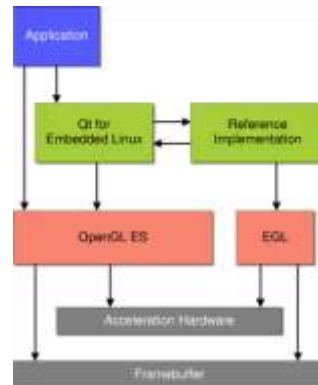 Application
Qt for
Embedded Linux
Reference
Implementation
OpenGL ES
EGL
Acceleration Hardware
Framebuffer